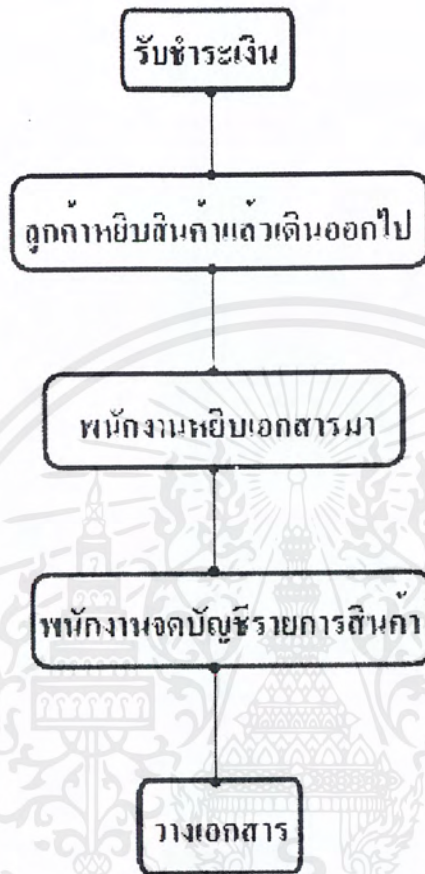 รับชำระเงิน
ลูกค้าหยิบสินค้าแล้วเดินออกไป
พนักงานหยิบเอกสารมา
พนักงานจดบัญชีรายการสินค้า
วางเอกสาร